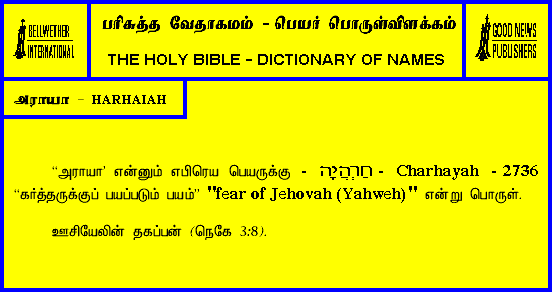 BELLWETHER
INTERNATIONAL
பரிசுத்த வேதாகமம் - பெயர் பொருள்விளக்கம்
THE HOLY BIBLE - DICTIONARY OF NAMES
GOOD NEWS
PUBLISHERS
அராயா - HARHAIAH
“அராயா’ என்னும் எபிரெய பெயருக்கு - חַרְהֲיָה - Charhayah - 2736
“கர்த்தருக்குப் பயப்படும் பயம்” "fear of Jehovah (Yahweh)" என்று பொருள்.
ஊசியேலின் தகப்பன் (நெகே 3:8).